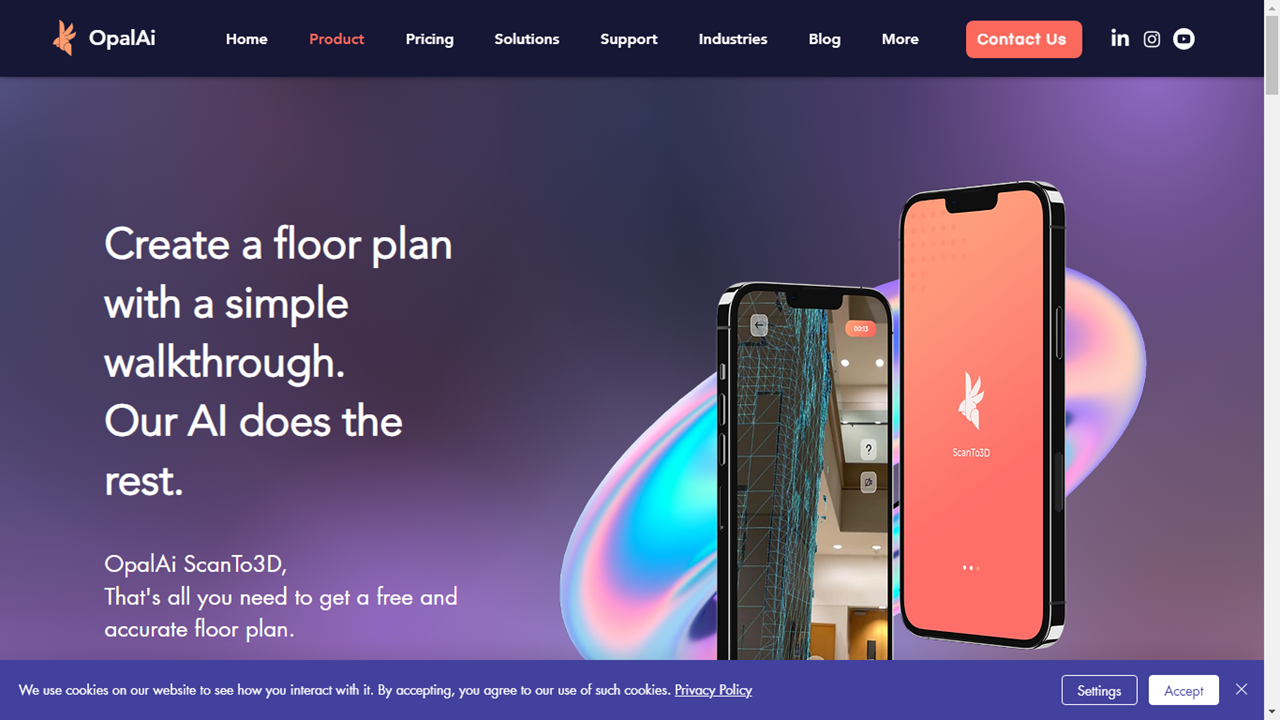 OpalAi
Home
Product
Pricing
Solutions
Support
Industries
Blog
More
Contact Us
Create a floor plan
with a simple
walkthrough.
Our AI does the
rest.
OpalAi ScanTo3D,
That's all you need to get a free and
accurate floor plan.
00:13
?
ScanTo3D
We use cookies on our website to see how you interact with it. By accepting, you agree to our use of such cookies. Privacy Policy
Settings
Accept